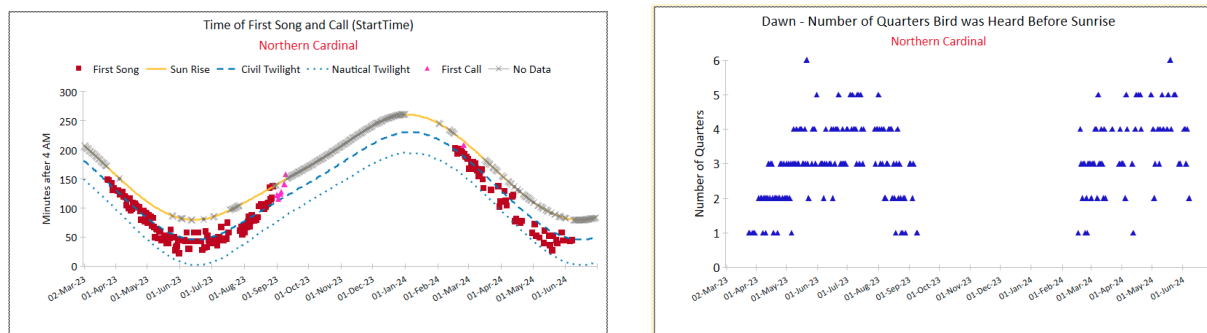 Time of First Song and Call (StartTime)
Northern Cardinal
First Song Sun Rise Civil Twilight Nautical Twilight First Call No Data
300
250
200
150
100
50
0
Minutes after 4 AM
02-Mar-23 01-Apr-23 01-May-23 01-Jun-23 01-Jul-23 01-Aug-23 01-Sep-23 01-Oct-23 01-Nov-23 01-Dec-23 01-Jan-24 01-Feb-24 01-Mar-24 01-Apr-24 01-May-24 01-Jun-24
Dawn - Number of Quarters Bird was Heard Before Sunrise
Northern Cardinal
6
5
4
3
2
1
0
Number of Quarters
02-Mar-23 01-Apr-23 01-May-23 01-Jun-23 01-Jul-23 01-Aug-23 01-Sep-23 01-Oct-23 01-Nov-23 01-Dec-23 01-Jan-24 01-Feb-24 01-Mar-24 01-Apr-24 01-May-24 01-Jun-24